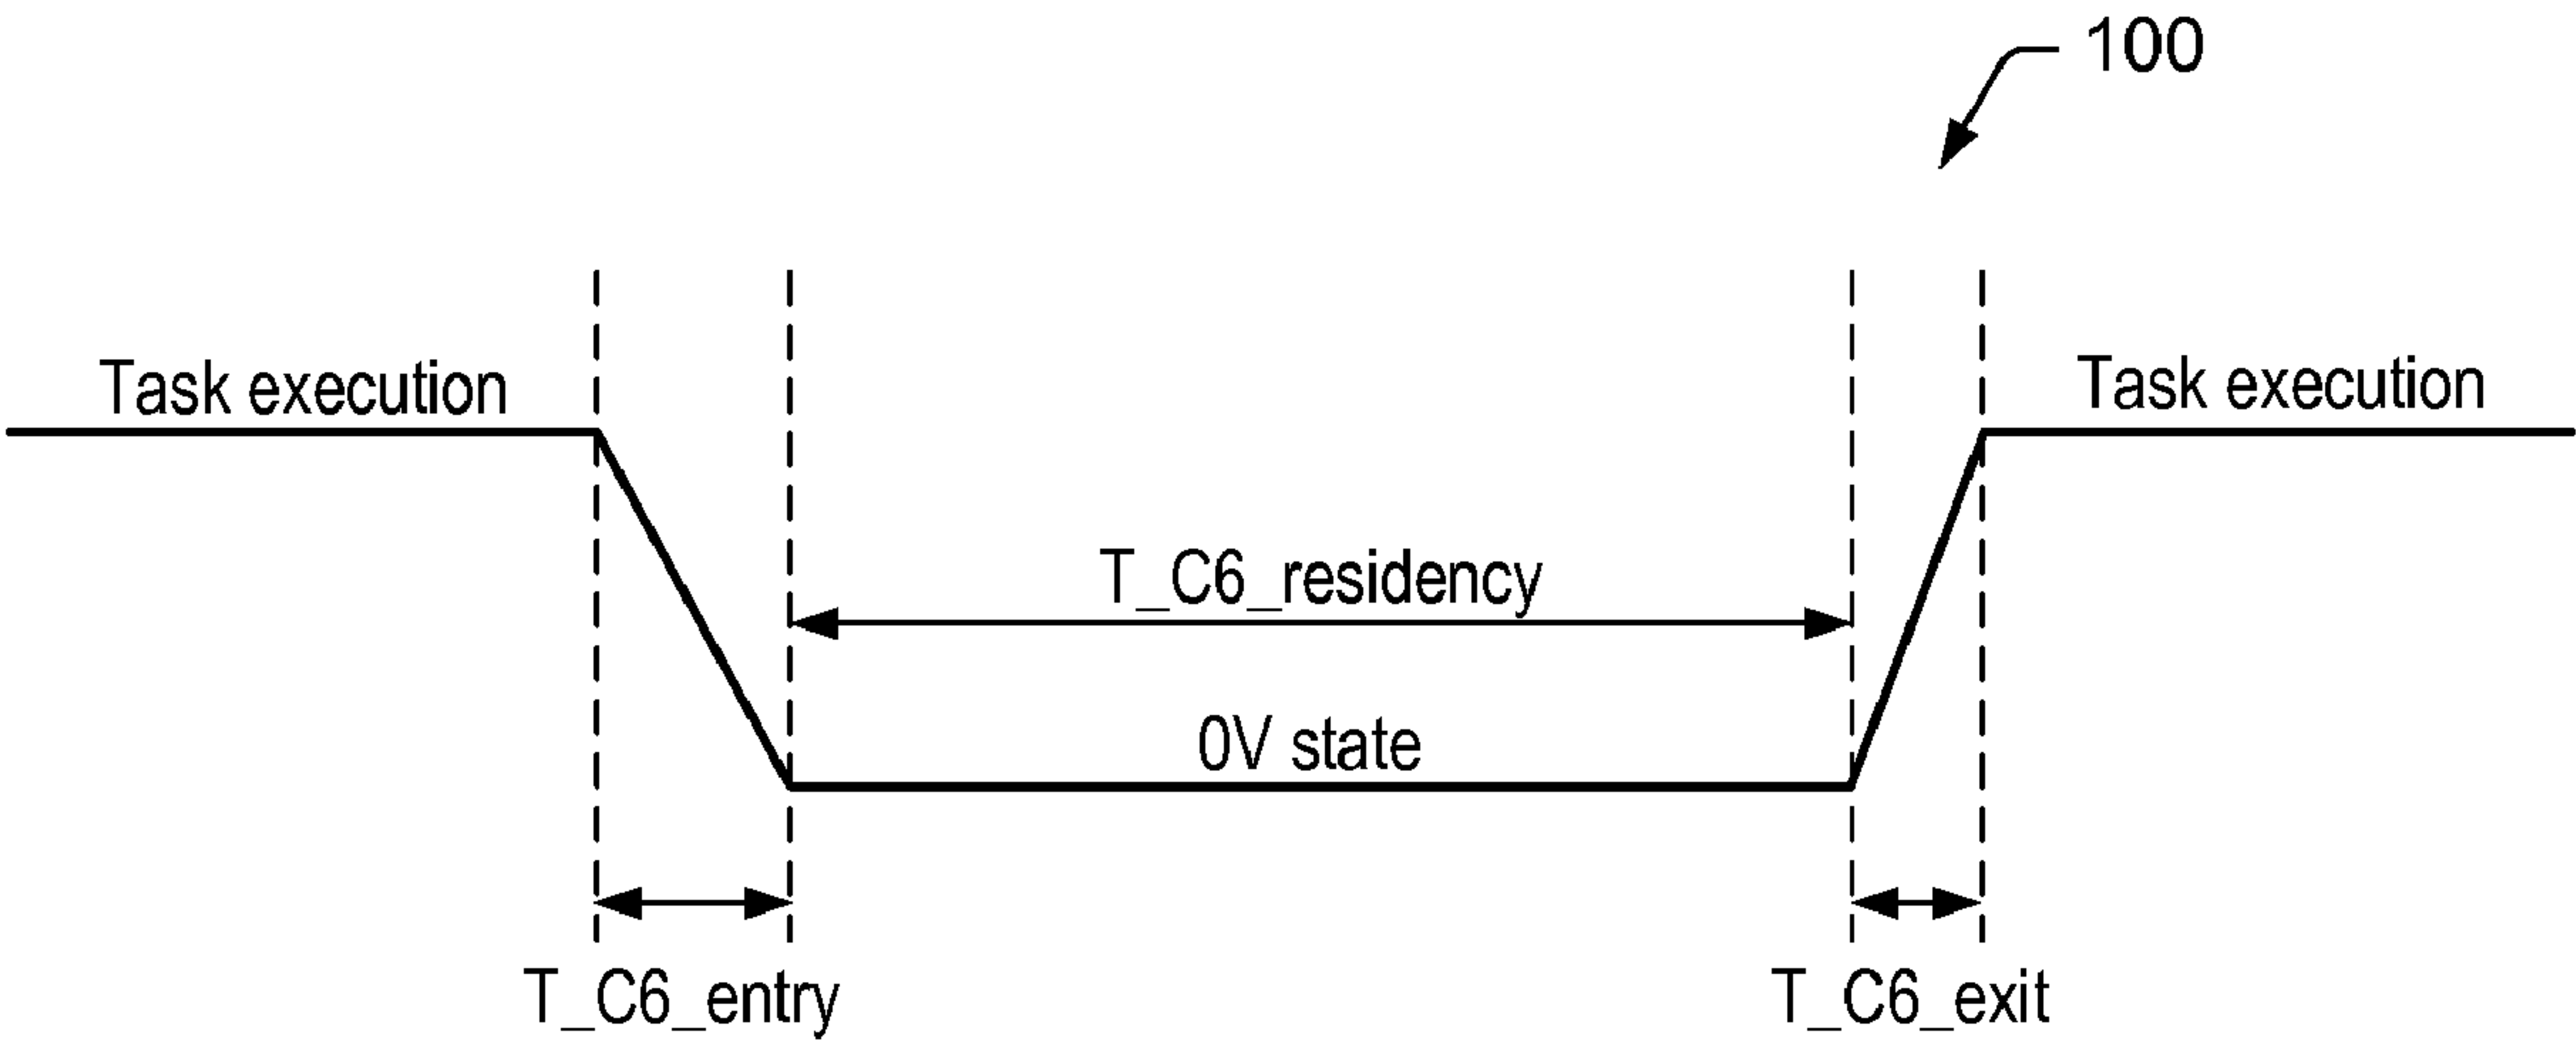 100
Task execution
Task execution
T_C6_residency
0V state
T_C6_entry
T_C6_exit